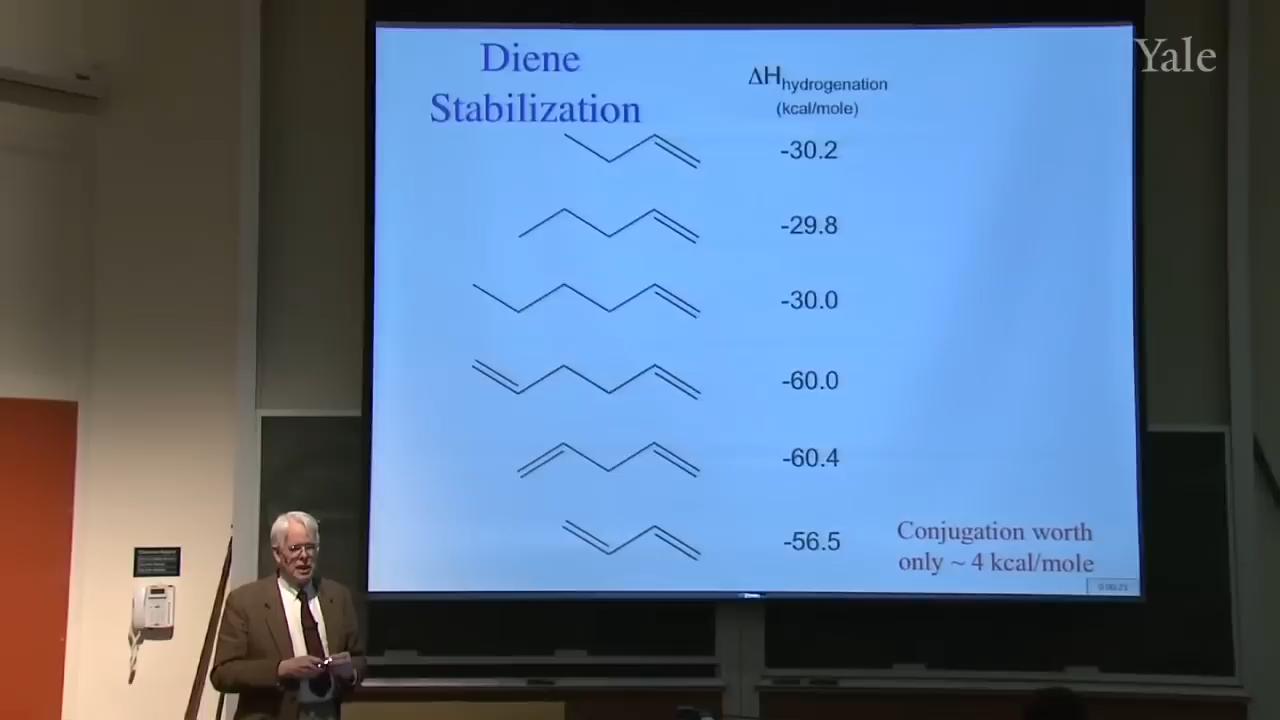 Yale
Diene
Stabilization
ΔHhydrogenation
(kcal/mole)
-30.2
-29.8
-30.0
-60.0
-60.4
-56.5
Conjugation worth
only ~ 4 kcal/mole